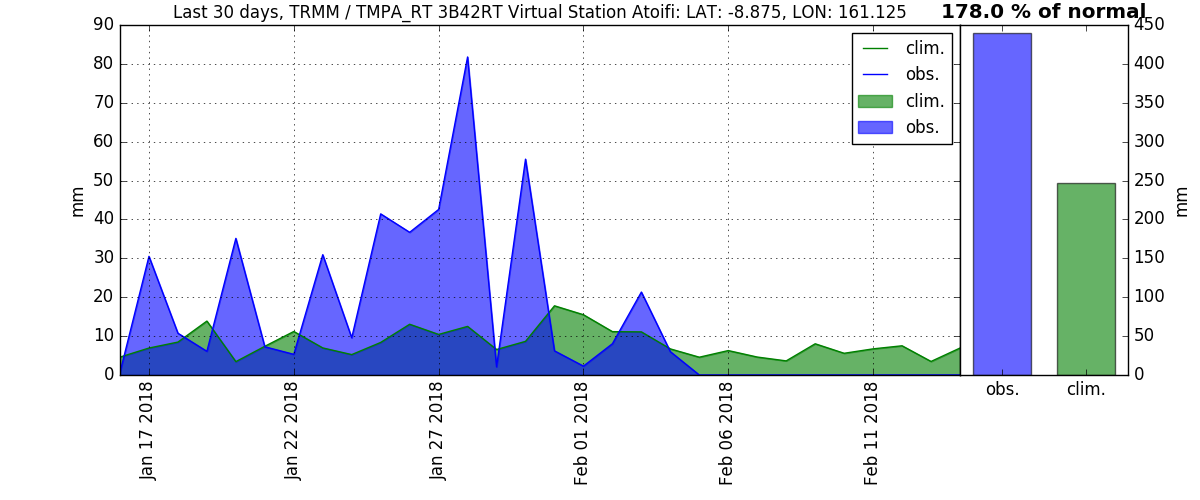 Last 30 days, TRMM / TMPA_RT 3B42RT Virtual Station Atoifi: LAT: -8.875, LON: 161.125
178.0 % of normal
90
80
70
60
50
40
30
20
10
0
mm
clim.
obs.
clim.
obs.
450
400
350
300
250
200
150
100
50
0
mm
obs.
clim.
Jan 17 2018
Jan 22 2018
Jan 27 2018
Feb 01 2018
Feb 06 2018
Feb 11 2018